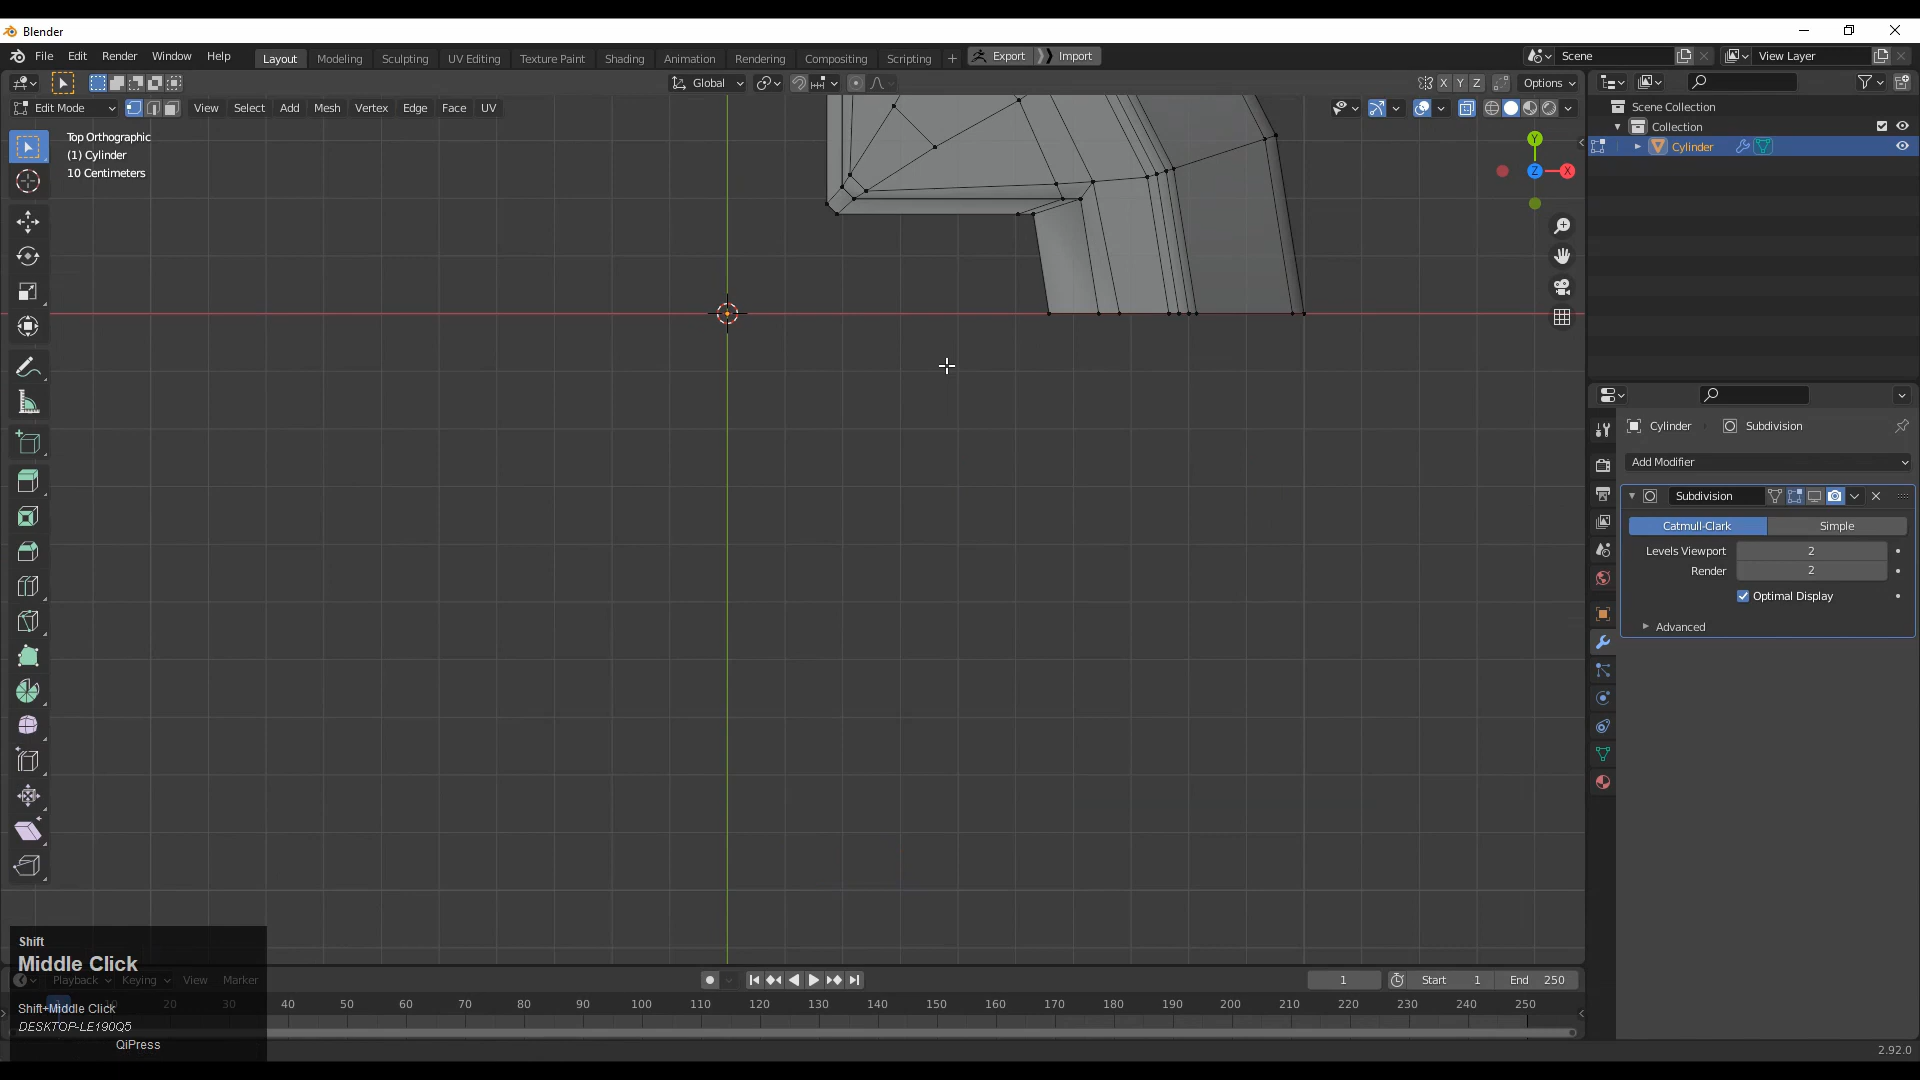 Blender
File Edit Render Window Help Layout Modeling Sculpting UV Editing Texture Paint Shading Animation Rendering Compositing Scripting + Export Import Scene View Layer
Global X Y Z Options
Edit Mode View Select Add Mesh Vertex Edge Face UV
Top Orthographic
(1) Cylinder
10 Centimeters
Y
Z
X
Scene Collection
Collection
Cylinder
Cylinder Subdivision
Add Modifier
Subdivision
Catmull-Clark Simple
Levels Viewport 2
Render 2
Optimal Display
Advanced
Shift
Middle Click
Playback Keying View Marker 1 Start 1 End 250
1 10 20 30 40 50 60 70 80 90 100 110 120 130 140 150 160 170 180 190 200 210 220 230 240 250
Shift+Middle Click
DESKTOP-LE190Q5
QiPress
2.92.0